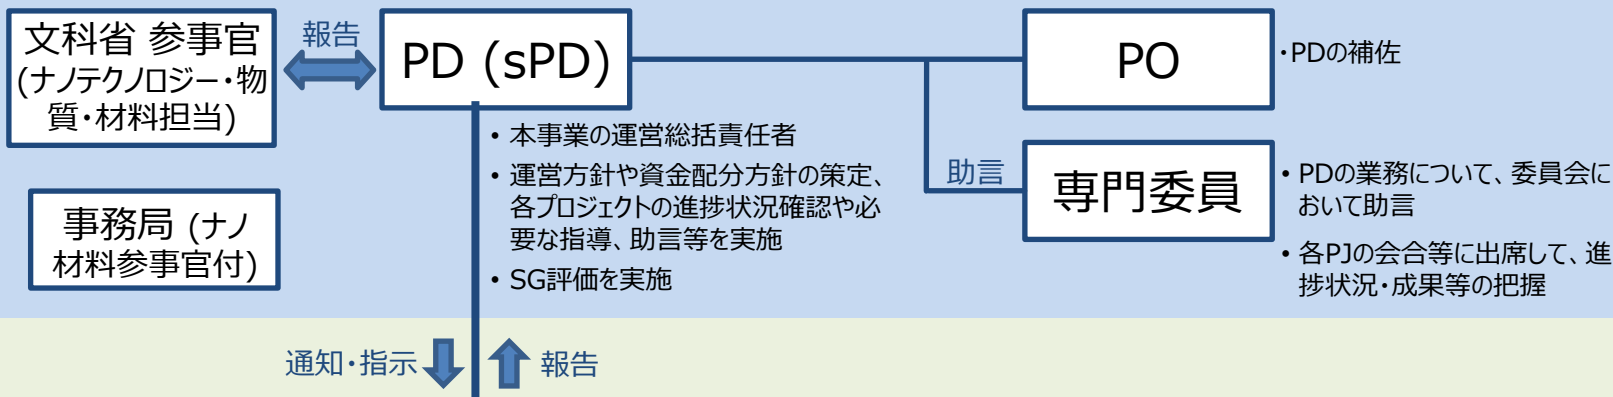 文科省 参事官
(ナノテクノロジー・物
質・材料担当)
報告
PD (sPD)
PO
・PDの補佐
• 本事業の運営総括責任者
• 運営方針や資金配分方針の策定、
各プロジェクトの進捗状況確認や必
要な指導、助言等を実施
• SG評価を実施
助言
専門委員
• PDの業務について、委員会に
おいて助言
• 各PJの会合等に出席して、進
捗状況・成果等の把握
事務局 (ナノ
材料参事官付)
通知・指示
報告